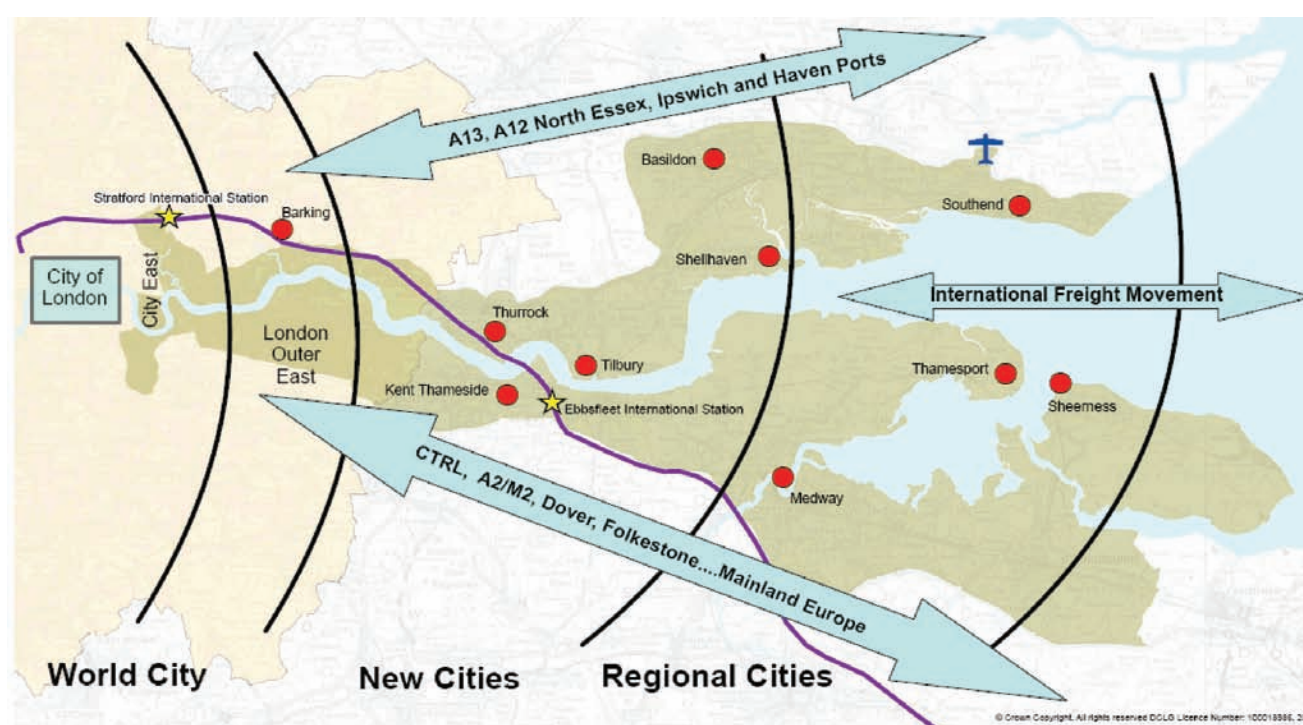 A13, A12 North Essex, Ipswich and Haven Ports
Basildon
Stratford International Station
Barking
Southend
City of
London
City East
Shellhaven
International Freight Movement
London
Outer
East
Thurrock
Tilbury
Thamesport
Kent Thameside
Ebbsfleet International Station
Sheerness
CTRL, A2/M2, Dover, Folkestone....Mainland Europe
Medway
World City
New Cities
Regional Cities
© Crown Copyright. All rights reserved DCLG Licence Number: